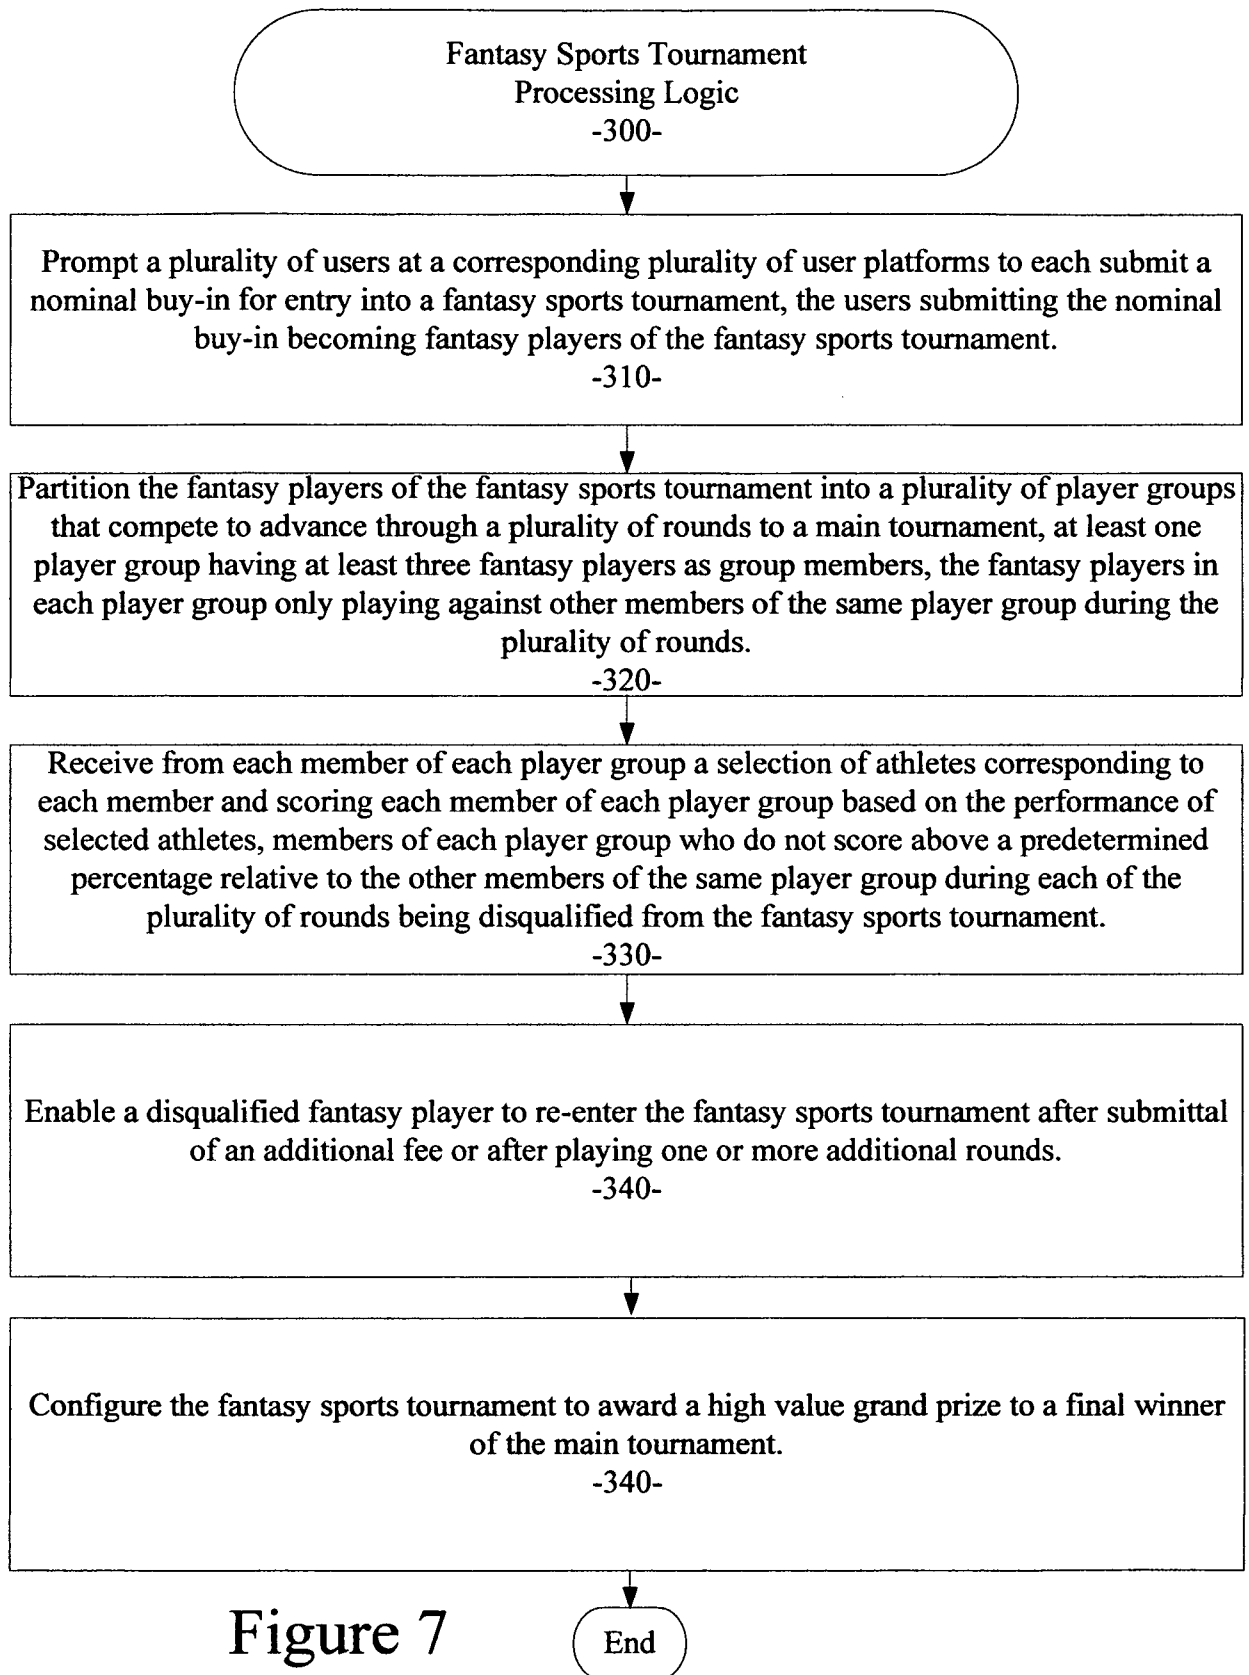 Fantasy Sports Tournament
Processing Logic
-300-
Prompt a plurality of users at a corresponding plurality of user platforms to each submit a
nominal buy-in for entry into a fantasy sports tournament, the users submitting the nominal
buy-in becoming fantasy players of the fantasy sports tournament.
-310-
Partition the fantasy players of the fantasy sports tournament into a plurality of player groups
that compete to advance through a plurality of rounds to a main tournament, at least one
player group having at least three fantasy players as group members, the fantasy players in
each player group only playing against other members of the same player group during the
plurality of rounds.
-320-
Receive from each member of each player group a selection of athletes corresponding to
each member and scoring each member of each player group based on the performance of
selected athletes, members of each player group who do not score above a predetermined
percentage relative to the other members of the same player group during each of the
plurality of rounds being disqualified from the fantasy sports tournament.
-330-
Enable a disqualified fantasy player to re-enter the fantasy sports tournament after submittal
of an additional fee or after playing one or more additional rounds.
-340-
Configure the fantasy sports tournament to award a high value grand prize to a final winner
of the main tournament.
-340-
Figure 7
End